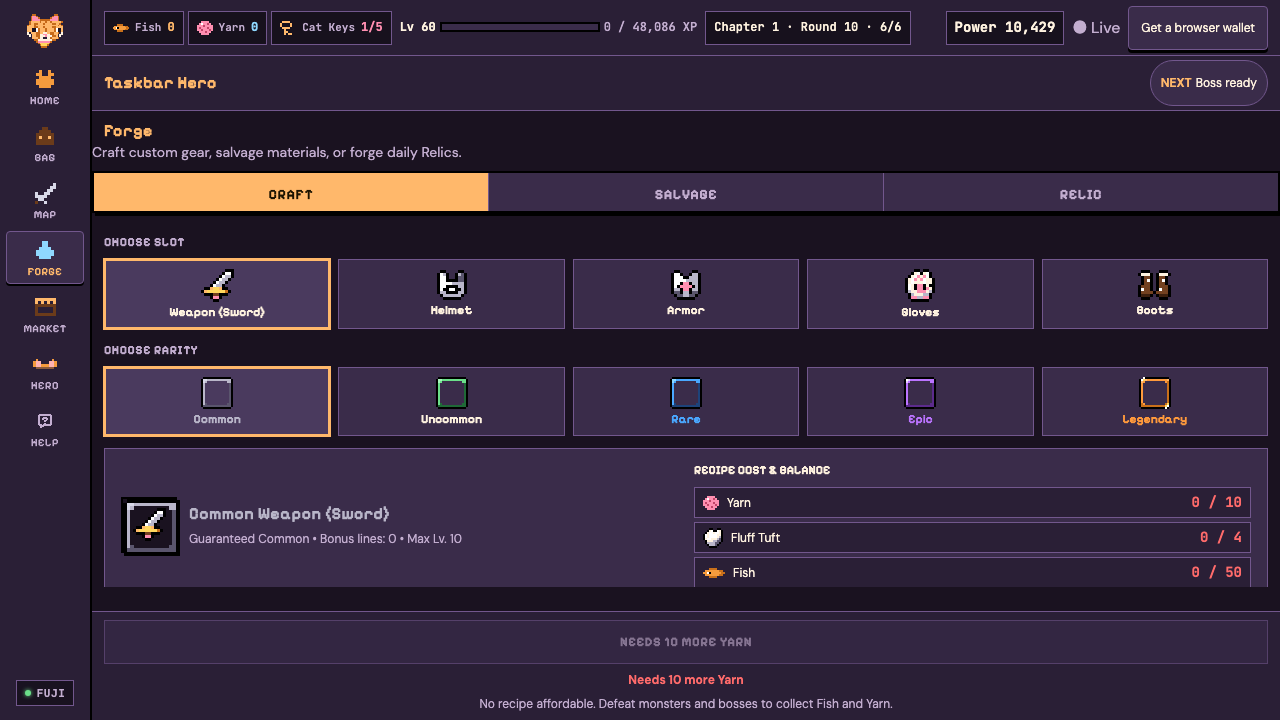 Fish 0
Yarn 0
Cat Keys 1/5
Lv 60
0 / 48,086 XP
Chapter 1 · Round 10 · 6/6
Power 10,429
Live
Get a browser wallet
HOME
BAG
MAP
FORGE
MARKET
HERO
HELP
FUJI
Taskbar Hero
NEXT Boss ready
Forge
Craft custom gear, salvage materials, or forge daily Relics.
CRAFT
SALVAGE
RELIC
CHOOSE SLOT
Weapon (Sword)
Helmet
Armor
Gloves
Boots
CHOOSE RARITY
Common
Uncommon
Rare
Epic
Legendary
Common Weapon (Sword)
Guaranteed Common • Bonus lines: 0 • Max Lv. 10
RECIPE COST & BALANCE
Yarn 0 / 10
Fluff Tuft 0 / 4
Fish 0 / 50
NEEDS 10 MORE YARN
Needs 10 more Yarn
No recipe affordable. Defeat monsters and bosses to collect Fish and Yarn.